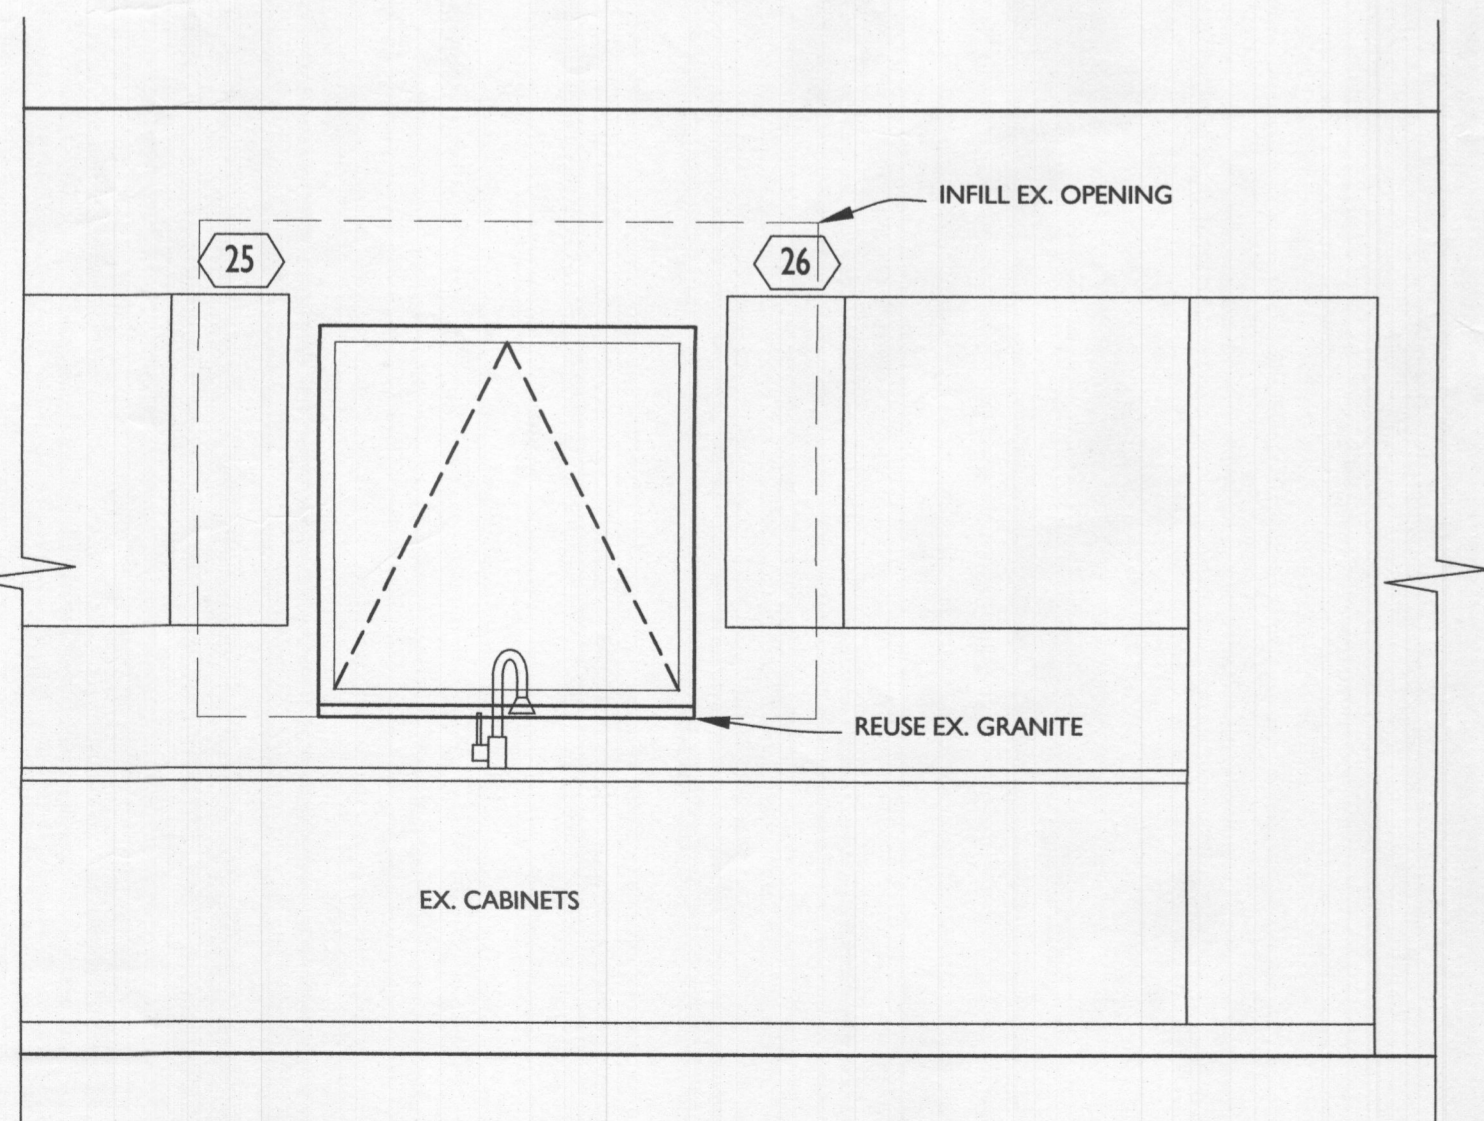 INFILL EX. OPENING
25
26
REUSE EX. GRANITE
EX. CABINETS